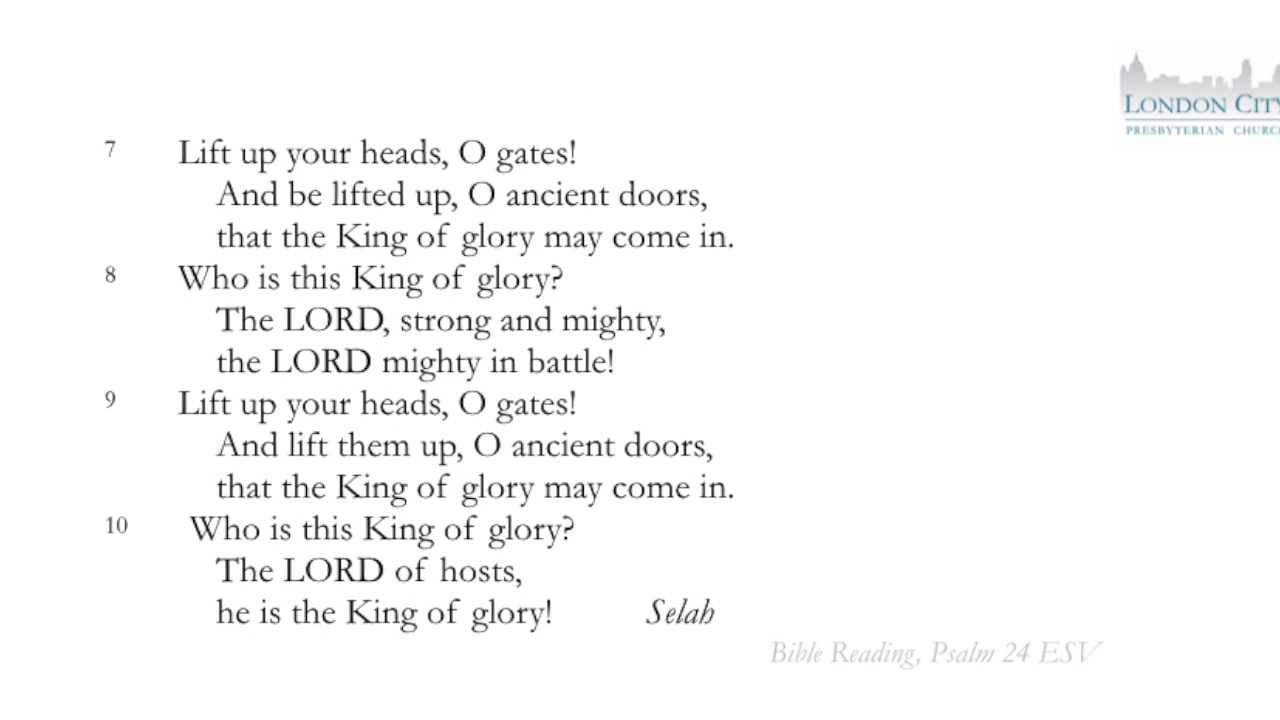 LONDON CITY
PRESBYTERIAN CHURC
7 Lift up your heads, O gates!
And be lifted up, O ancient doors,
that the King of glory may come in.
8 Who is this King of glory?
The LORD, strong and mighty,
the LORD mighty in battle!
9 Lift up your heads, O gates!
And lift them up, O ancient doors,
that the King of glory may come in.
10 Who is this King of glory?
The LORD of hosts,
he is the King of glory! Selah
Bible Reading, Psalm 24 ESV